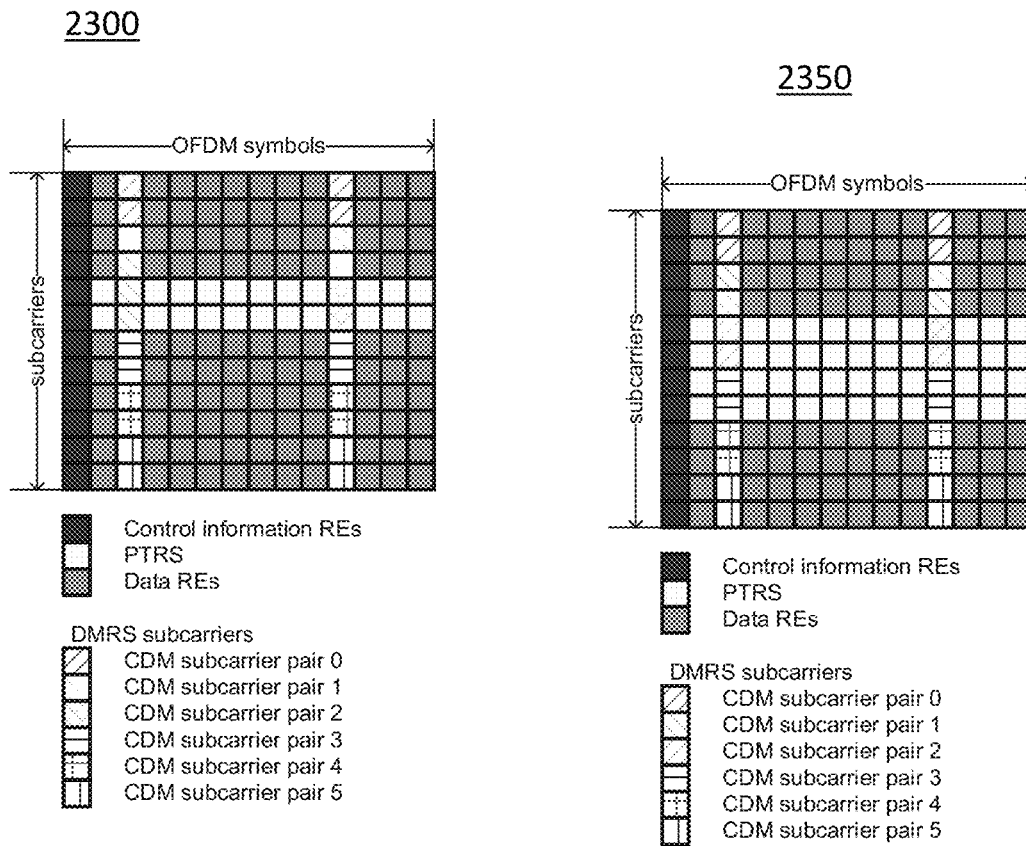 2300
OFDM symbols
subcarriers
Control information REs
PTRS
Data REs
DMRS subcarriers
CDM subcarrier pair 0
CDM subcarrier pair 1
CDM subcarrier pair 2
CDM subcarrier pair 3
CDM subcarrier pair 4
CDM subcarrier pair 5
2350
OFDM symbols
subcarriers
Control information REs
PTRS
Data REs
DMRS subcarriers
CDM subcarrier pair 0
CDM subcarrier pair 1
CDM subcarrier pair 2
CDM subcarrier pair 3
CDM subcarrier pair 4
CDM subcarrier pair 5